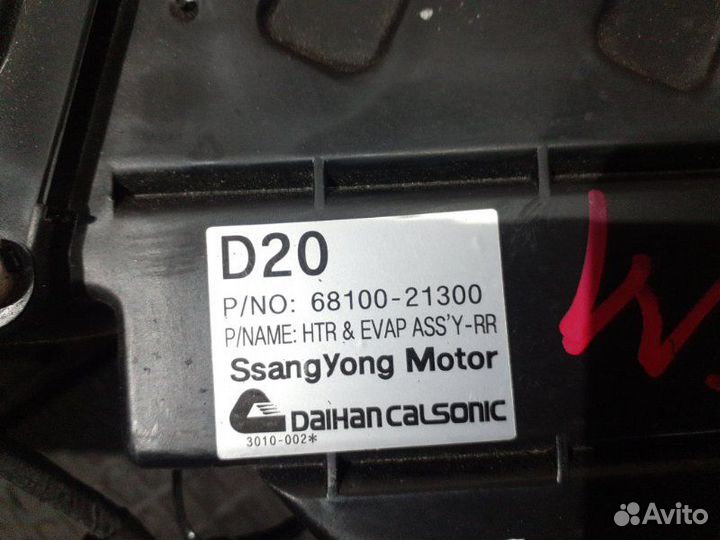 D20
P/NO: 68100-21300
P/NAME: HTR & EVAP ASS'Y-RR
SsangYong Motor
DaiHan CaLSONIC
3010-002*
Avito